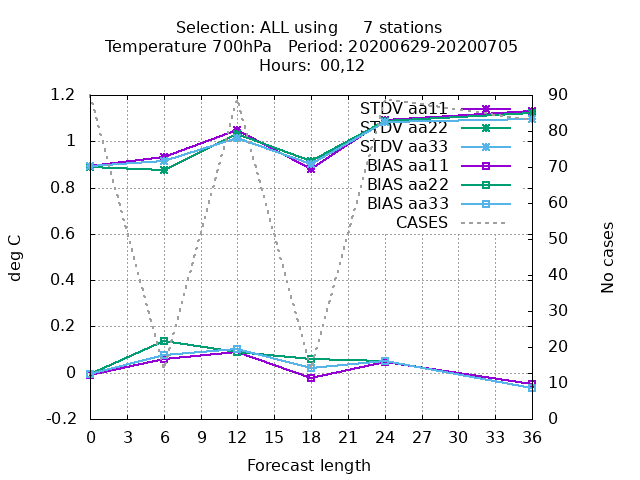 Selection: ALL using 7 stations
Temperature 700hPa Period: 20200629-20200705
Hours: 00,12
1.2
1
0.8
0.6
0.4
0.2
0
-0.2
deg C
STDV aa11
STDV aa22
STDV aa33
BIAS aa11
BIAS aa22
BIAS aa33
CASES
90
80
70
60
50
40
30
20
10
0
No cases
0 3 6 9 12 15 18 21 24 27 30 33 36
Forecast length